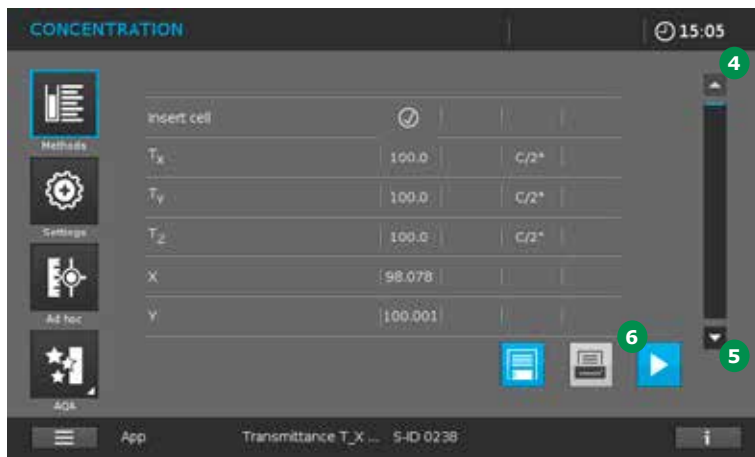 CONCENTRATION 15:05
4
Insert cell
Methods
Tx 100.0 C/2°
Ty 100.0 C/2°
Settings
Tz 100.0 C/2°
X 98.078
Ad hoc
Y 100.001
6
5
AQA
App Transmittance T_X ... S-ID 0238 i